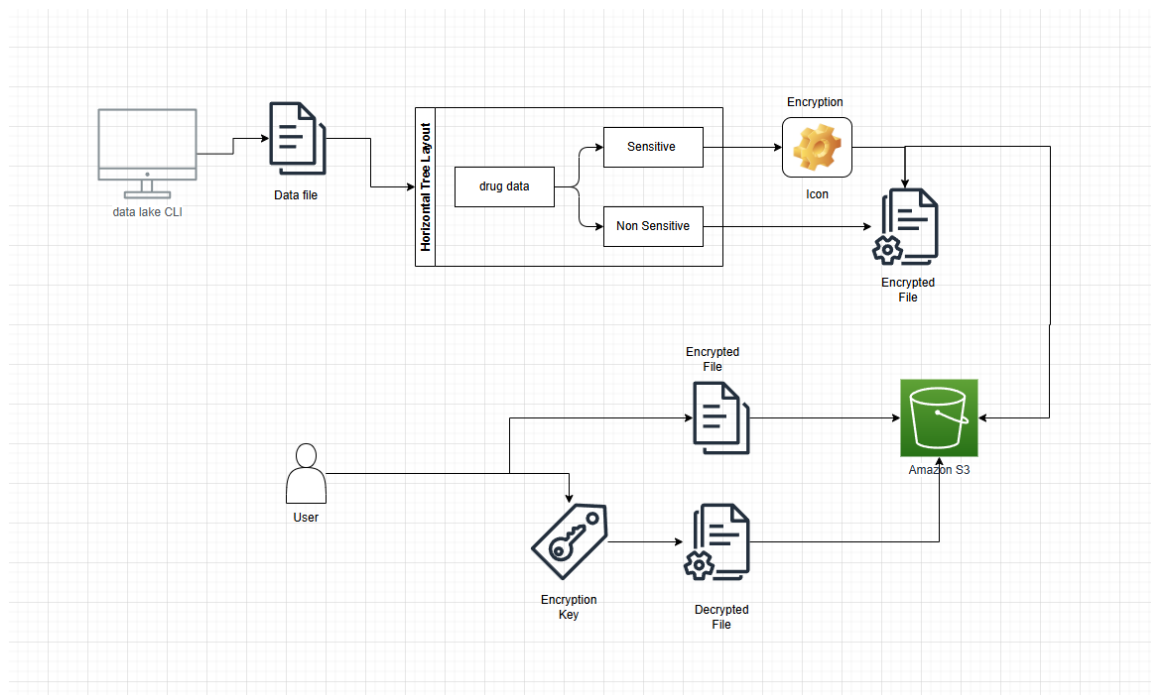 Encryption
Horizontal Tree Layout
Sensitive
drug data
Data file
Icon
data lake CLI
Non Sensitive
Encrypted
File
Encrypted
File
Amazon S3
User
Encryption
Key
Decrypted
File